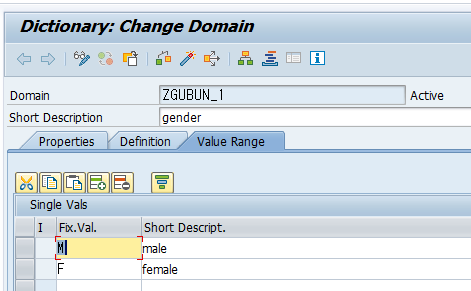 Dictionary: Change Domain
Domain ZGUBUN_1 Active
Short Description gender
Properties Definition Value Range
Single Vals
I Fix.Val. Short Descript.
M male
F female